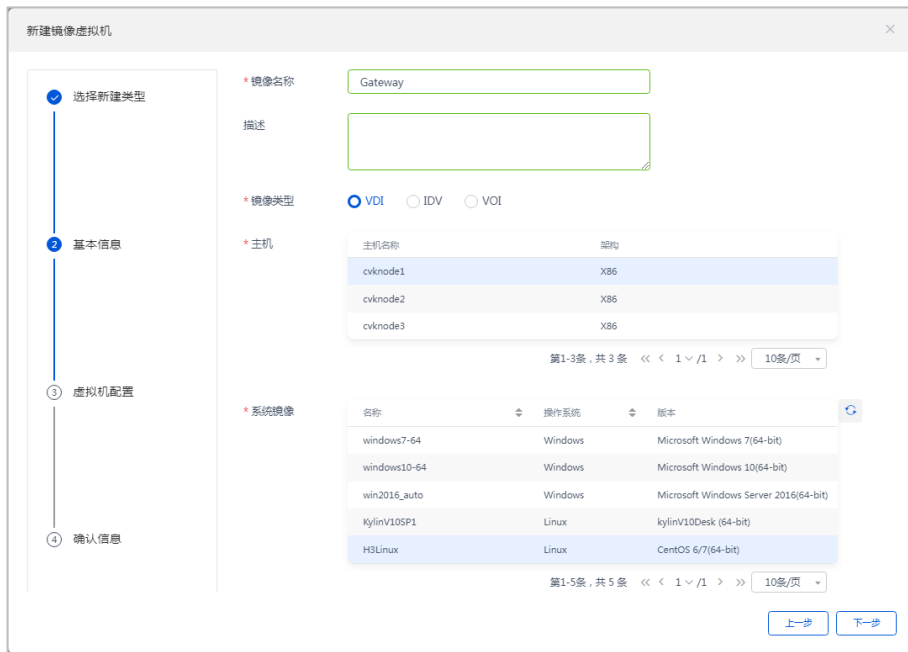 新建镜像虚拟机
选择新建类型
2 基本信息
3 虚拟机配置
4 确认信息
* 镜像名称 Gateway
描述
* 镜像类型 VDI IDV VOI
* 主机 主机名称 架构
cvknode1 X86
cvknode2 X86
cvknode3 X86
第1-3条，共 3 条 1 /1 10条/页
* 系统镜像 名称 操作系统 版本
windows7-64 Windows Microsoft Windows 7(64-bit)
windows10-64 Windows Microsoft Windows 10(64-bit)
win2016_auto Windows Microsoft Windows Server 2016(64-bit)
KylinV10SP1 Linux kylinV10Desk (64-bit)
H3Linux Linux CentOS 6/7(64-bit)
第1-5条，共 5 条 1 /1 10条/页
上一步 下一步